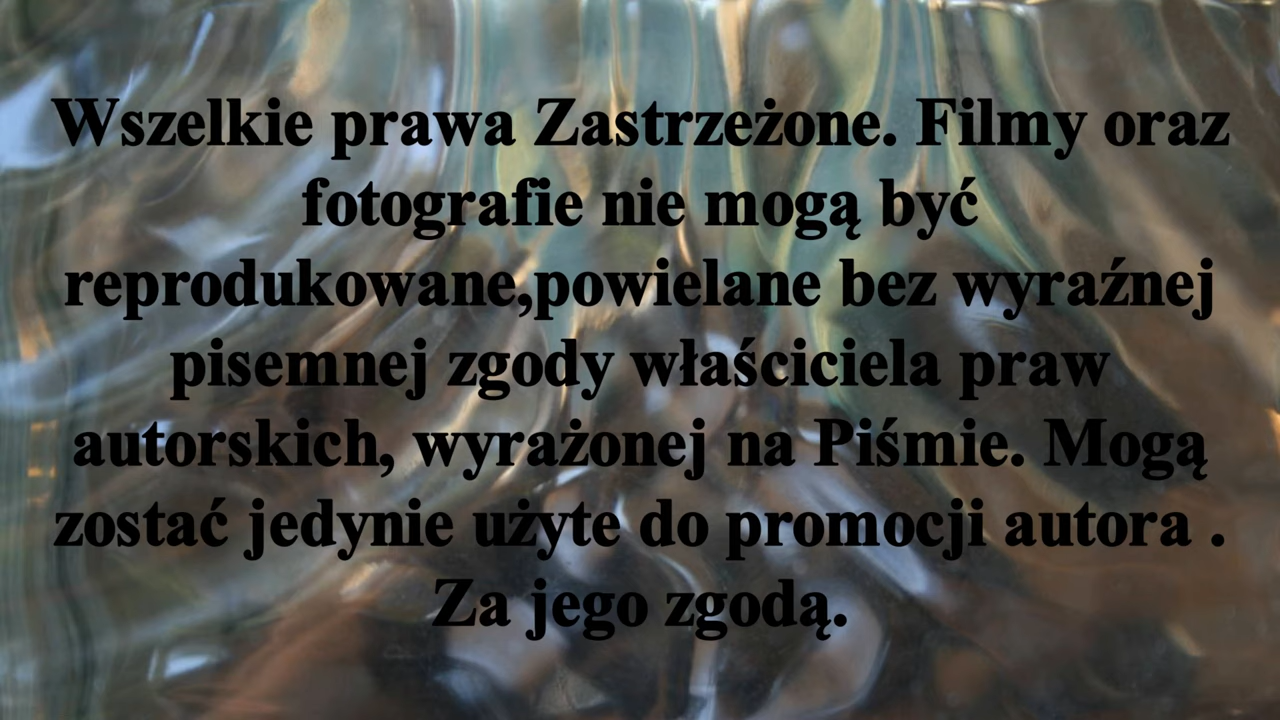 Wszelkie prawa Zastrzeżone. Filmy oraz
fotografie nie mogą być
reprodukowane,powielane bez wyraźnej
pisemnej zgody właściciela praw
autorskich, wyrażonej na Piśmie. Mogą
zostać jedynie użyte do promocji autora .
Za jego zgodą.